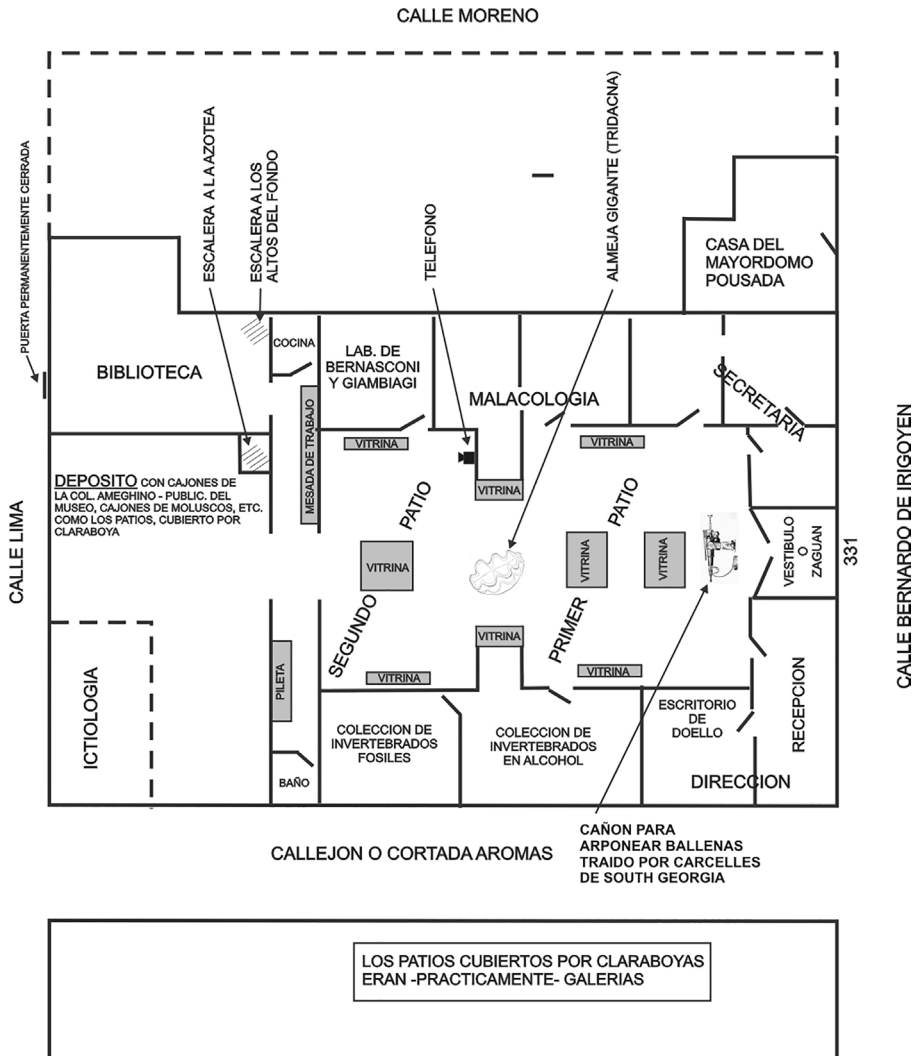 CALLE MORENO
PUERTA PERMANENTEMENTE CERRADA
ESCALERA A LA AZOTEA
ESCALERA A LOS
ALTOS DEL FONDO
TELEFONO
ALMEJA GIGANTE (TRIDACNA)
CASA DEL
MAYORDOMO
POUSADA
BIBLIOTECA
COCINA
LAB. DE
BERNASCONI
Y GIAMBIAGI
MALACOLOGIA
SECRETARIA
MESADA DE TRABAJO
VITRINA
VITRINA
VITRINA
DEPOSITO CON CAJONES DE
LA COL. AMEGHINO - PUBLIC. DEL
MUSEO, CAJONES DE MOLUSCOS, ETC.
COMO LOS PATIOS, CUBIERTO POR
CLARABOYA
SEGUNDO PATIO
VITRINA
PRIMER PATIO
VITRINA
VITRINA
VESTIBULO
O
ZAGUAN
331
CALLE LIMA
CALLE BERNARDO DE IRIGOYEN
VITRINA
VITRINA
VITRINA
ICTIOLOGIA
PILETA
BAÑO
COLECCION DE
INVERTEBRADOS
FOSILES
COLECCION DE
INVERTEBRADOS
EN ALCOHOL
ESCRITORIO
DE
DOELLO
DIRECCION
RECEPCION
CALLEJON O CORTADA AROMAS
CAÑON PARA
ARPONEAR BALLENAS
TRAIDO POR CARCELLES
DE SOUTH GEORGIA
LOS PATIOS CUBIERTOS POR CLARABOYAS
ERAN -PRACTICAMENTE- GALERIAS